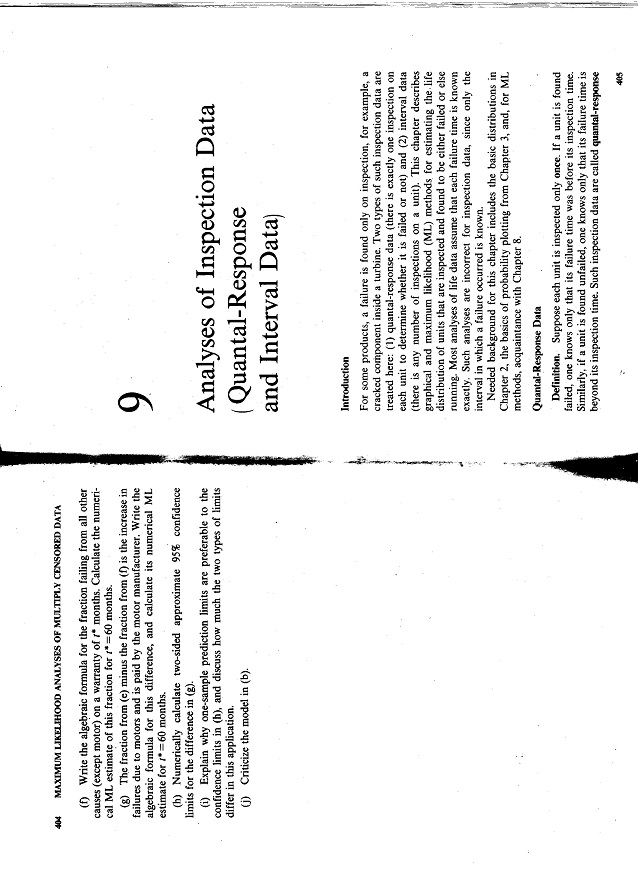 404 MAXIMUM LIKELIHOOD ANALYSES OF MULTIPLY CENSORED DATA
(f) Write the algebraic formula for the fraction failing from all other
causes (except motor) on a warranty of t* months. Calculate the numeri-
cal ML estimate of this fraction for t*=60 months.
(g) The fraction from (e) minus the fraction from (f) is the increase in
failures due to motors and is paid by the motor manufacturer. Write the
algebraic formula for this difference, and calculate its numerical ML
estimate for t*=60 months.
(h) Numerically calculate two-sided approximate 95% confidence
limits for the difference in (g).
(i) Explain why one-sample prediction limits are preferable to the
confidence limits in (h), and discuss how much the two types of limits
differ in this application.
(j) Criticize the model in (b).
9
Analyses of Inspection Data
(Quantal-Response
and Interval Data)
Introduction
For some products, a failure is found only on inspection, for example, a
cracked component inside a turbine. Two types of such inspection data are
treated here: (1) quantal-response data (there is exactly one inspection on
each unit to determine whether it is failed or not) and (2) interval data
(there is any number of inspections on a unit). This chapter describes
graphical and maximum likelihood (ML) methods for estimating the life
distribution of units that are inspected and found to be either failed or else
running. Most analyses of life data assume that each failure time is known
exactly. Such analyses are incorrect for inspection data, since only the
interval in which a failure occurred is known.
Needed background for this chapter includes the basic distributions in
Chapter 2, the basics of probability plotting from Chapter 3, and, for ML
methods, acquaintance with Chapter 8.
Quantal-Response Data
Definition. Suppose each unit is inspected only once. If a unit is found
failed, one knows only that its failure time was before its inspection time.
Similarly, if a unit is found unfailed, one knows only that its failure time is
beyond its inspection time. Such inspection data are called quantal-response
405